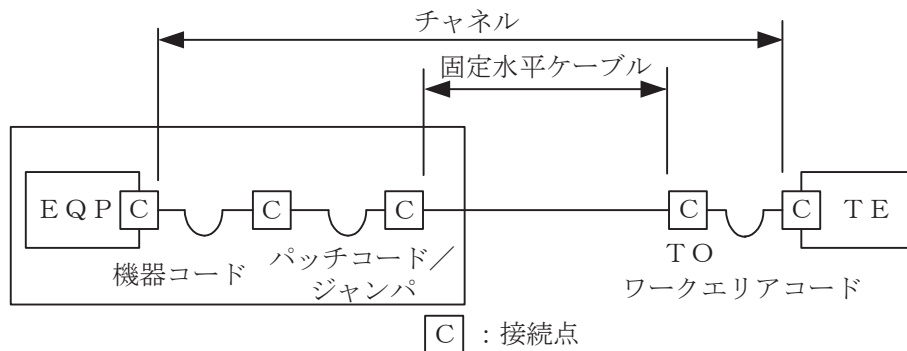 チャネル
固定水平ケーブル
EQP
C
C
C
C
C
TE
機器コード
パッチコード/
ジャンパ
TO
ワークエリアコード
C :接続点